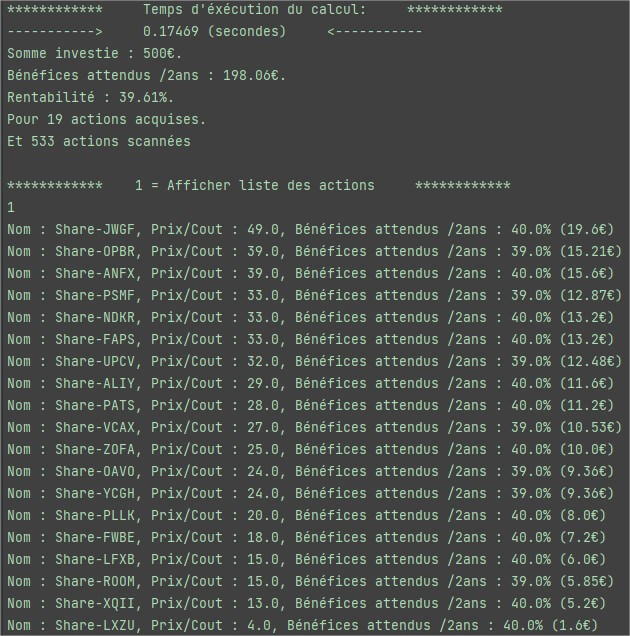 ************     Temps d'éxécution du calcul:     ************
----------->     0.17469 (secondes)     <-----------
Somme investie : 500€.
Bénéfices attendus /2ans : 198.06€.
Rentabilité : 39.61%.
Pour 19 actions acquises.
Et 533 actions scannées
************    1 = Afficher liste des actions     ************
1
Nom : Share-JWGF, Prix/Cout : 49.0, Bénéfices attendus /2ans : 40.0% (19.6€)
Nom : Share-OPBR, Prix/Cout : 39.0, Bénéfices attendus /2ans : 39.0% (15.21€)
Nom : Share-ANFX, Prix/Cout : 39.0, Bénéfices attendus /2ans : 40.0% (15.6€)
Nom : Share-PSMF, Prix/Cout : 33.0, Bénéfices attendus /2ans : 39.0% (12.87€)
Nom : Share-NDKR, Prix/Cout : 33.0, Bénéfices attendus /2ans : 40.0% (13.2€)
Nom : Share-FAPS, Prix/Cout : 33.0, Bénéfices attendus /2ans : 40.0% (13.2€)
Nom : Share-UPCV, Prix/Cout : 32.0, Bénéfices attendus /2ans : 39.0% (12.48€)
Nom : Share-ALIY, Prix/Cout : 29.0, Bénéfices attendus /2ans : 40.0% (11.6€)
Nom : Share-PATS, Prix/Cout : 28.0, Bénéfices attendus /2ans : 40.0% (11.2€)
Nom : Share-VCAX, Prix/Cout : 27.0, Bénéfices attendus /2ans : 39.0% (10.53€)
Nom : Share-ZOFA, Prix/Cout : 25.0, Bénéfices attendus /2ans : 40.0% (10.0€)
Nom : Share-OAVO, Prix/Cout : 24.0, Bénéfices attendus /2ans : 39.0% (9.36€)
Nom : Share-YCGH, Prix/Cout : 24.0, Bénéfices attendus /2ans : 39.0% (9.36€)
Nom : Share-PLLK, Prix/Cout : 20.0, Bénéfices attendus /2ans : 40.0% (8.0€)
Nom : Share-FWBE, Prix/Cout : 18.0, Bénéfices attendus /2ans : 40.0% (7.2€)
Nom : Share-LFXB, Prix/Cout : 15.0, Bénéfices attendus /2ans : 40.0% (6.0€)
Nom : Share-ROOM, Prix/Cout : 15.0, Bénéfices attendus /2ans : 39.0% (5.85€)
Nom : Share-XQII, Prix/Cout : 13.0, Bénéfices attendus /2ans : 40.0% (5.2€)
Nom : Share-LXZU, Prix/Cout : 4.0, Bénéfices attendus /2ans : 40.0% (1.6€)